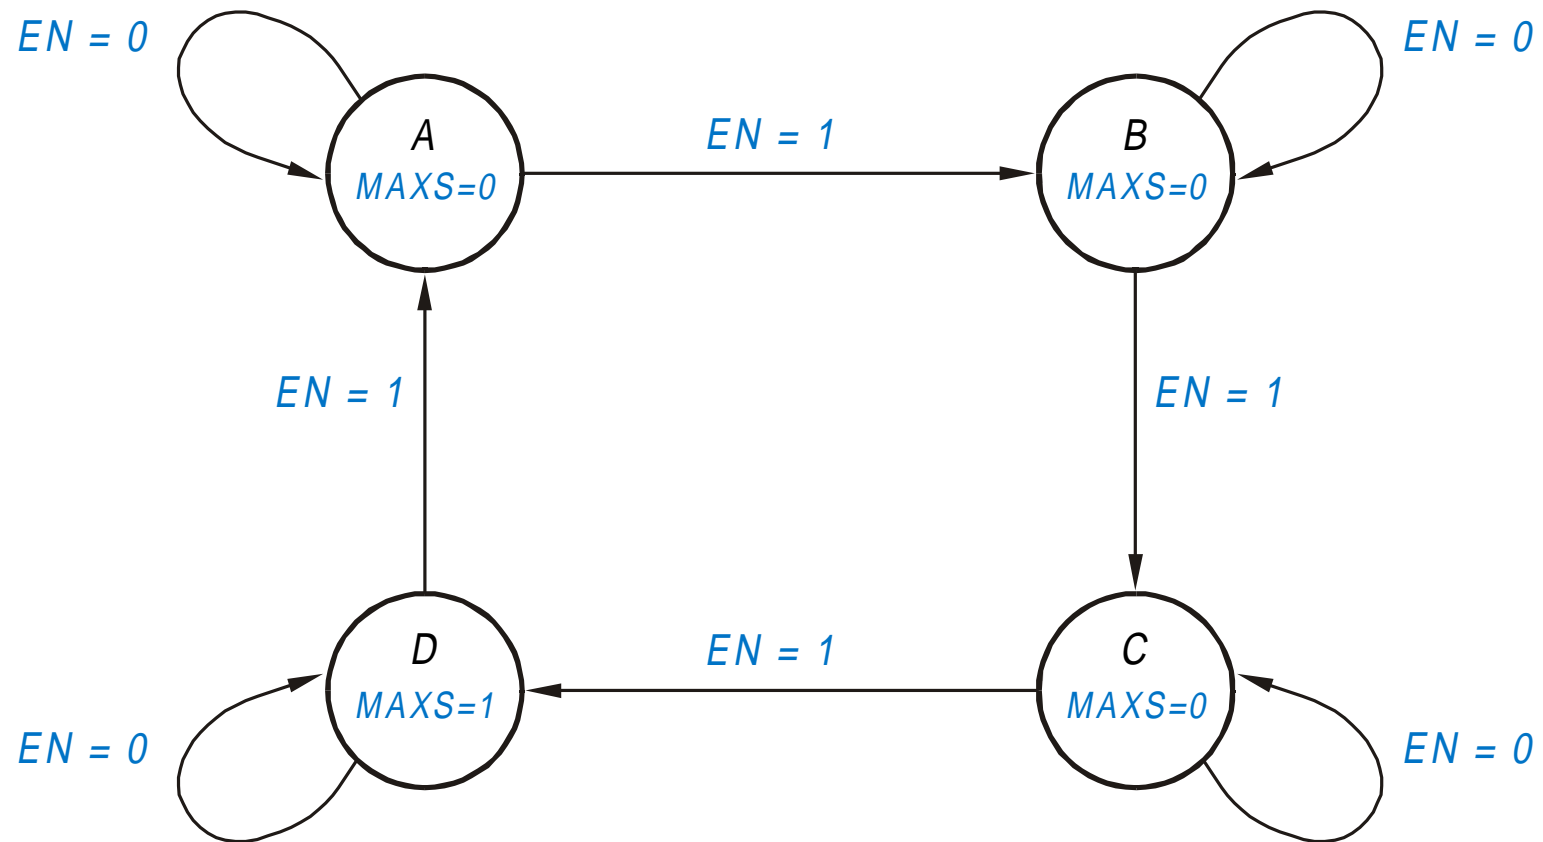 EN = 0
EN = 0
A
EN = 1
B
MAXS=0
MAXS=0
EN = 1
EN = 1
D
EN = 1
C
MAXS=1
MAXS=0
EN = 0
EN = 0